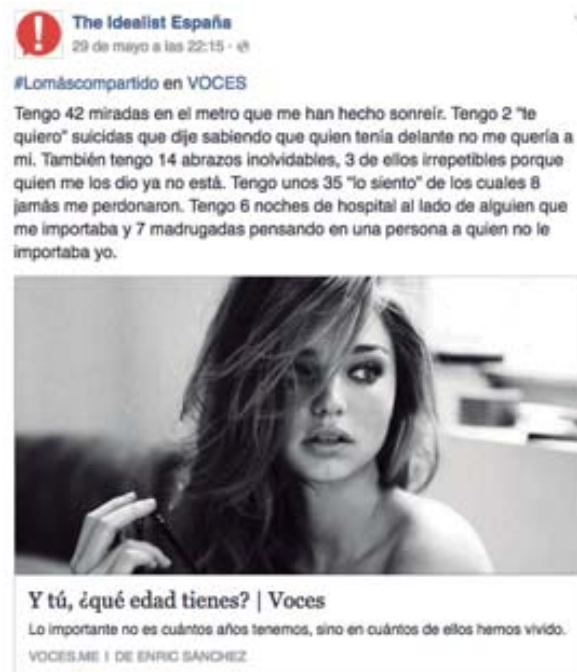 The Idealist España
29 de mayo a las 22:15 ·
#Lomáscompartido en VOCES
Tengo 42 miradas en el metro que me han hecho sonreír. Tengo 2 "te
quiero" suicidas que dije sabiendo que quien tenía delante no me quería a
mi. También tengo 14 abrazos inolvidables, 3 de ellos irrepetibles porque
quien me los dio ya no está. Tengo unos 35 "lo siento" de los cuales 8
jamás me perdonaron. Tengo 6 noches de hospital al lado de alguien que
me importaba y 7 madrugadas pensando en una persona a quien no le
importaba yo.
Y tú, ¿qué edad tienes? | Voces
Lo importante no es cuántos años tenemos, sino en cuántos de ellos hemos vivido.
VOCES.ME | DE ENRIC SÁNCHEZ